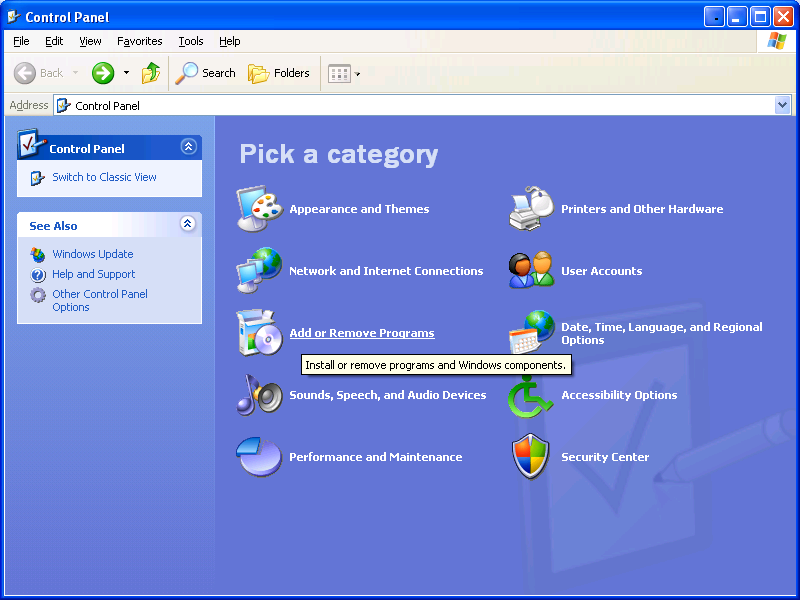 Control Panel
File Edit View Favorites Tools Help
Back Search Folders
Address Control Panel
Control Panel
Switch to Classic View
See Also
Windows Update
Help and Support
Other Control Panel
Options
Pick a category
Appearance and Themes
Printers and Other Hardware
Network and Internet Connections
User Accounts
Add or Remove Programs
Date, Time, Language, and Regional
Options
Install or remove programs and Windows components.
Sounds, Speech, and Audio Devices
Accessibility Options
Performance and Maintenance
Security Center